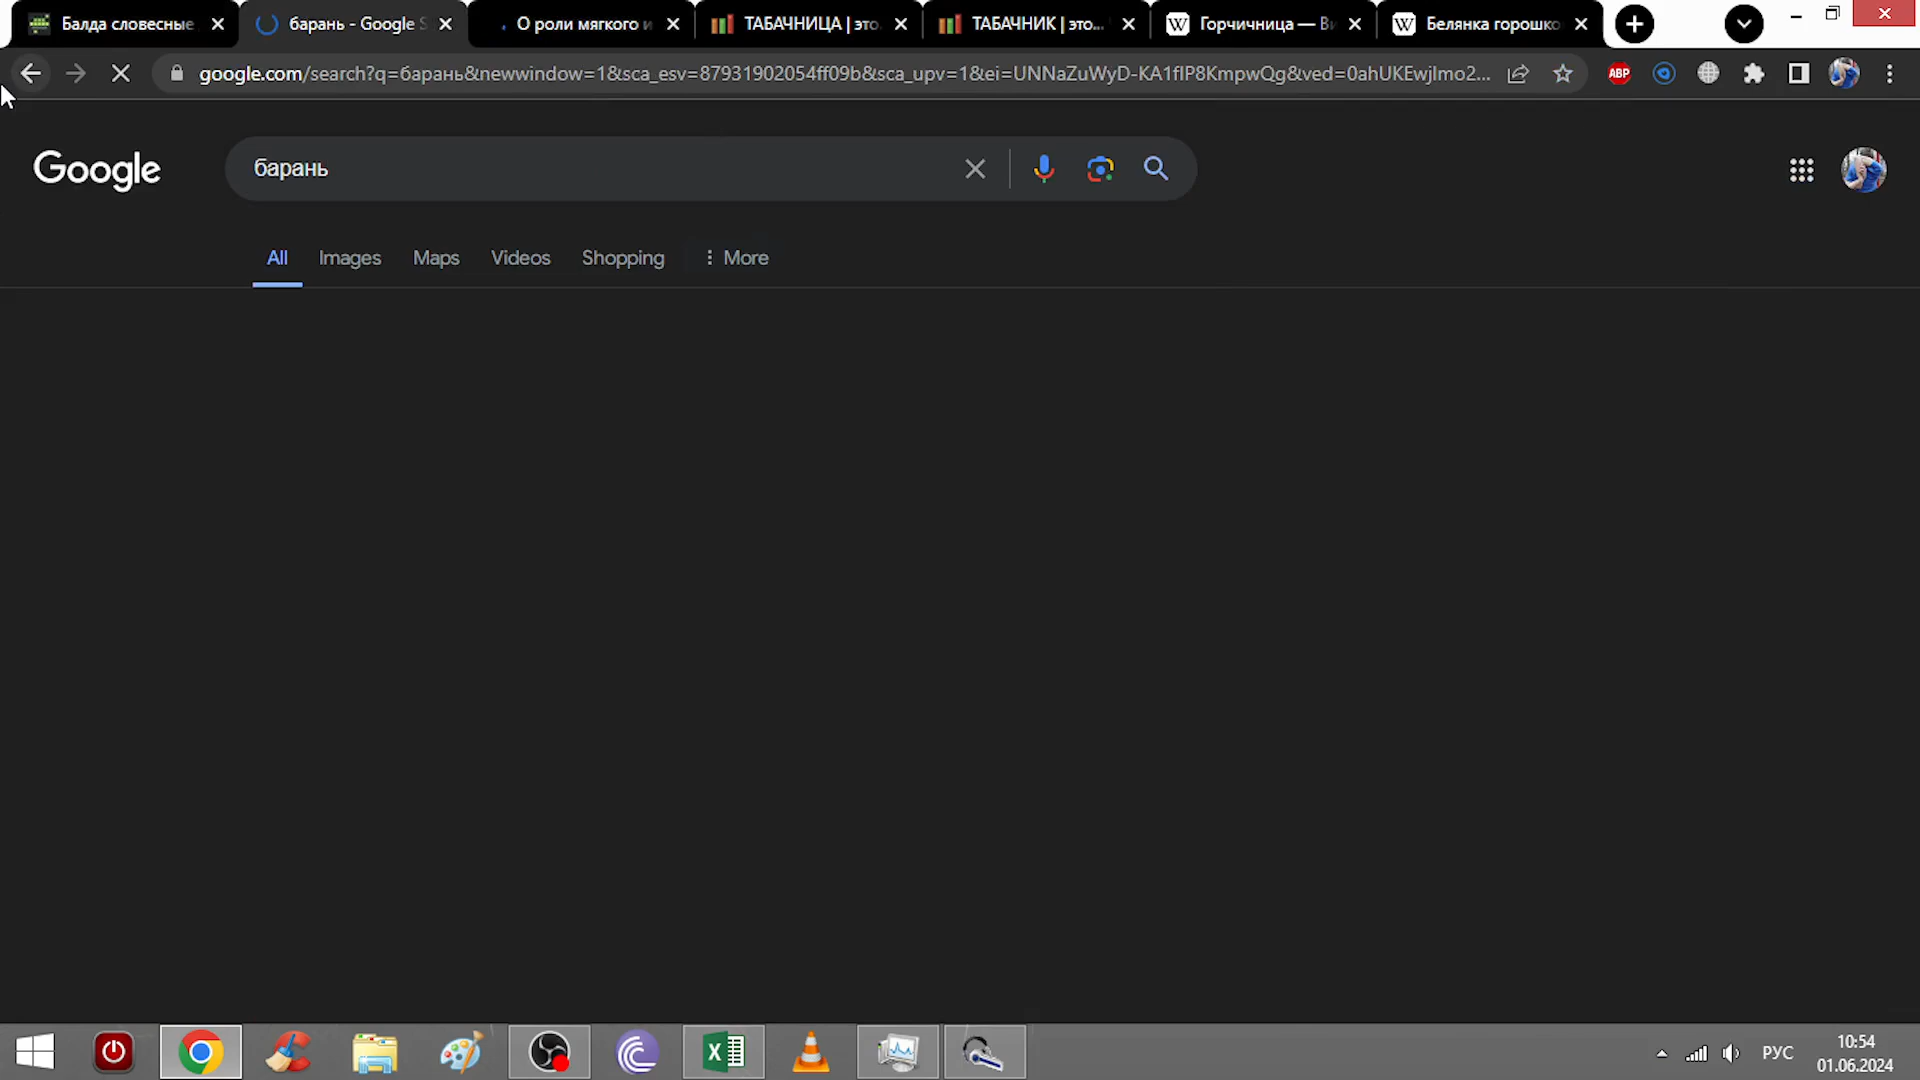 Балда словесные
барань - Google S
О роли мягкого и
ТАБАЧНИЦА | это.
ТАБАЧНИК | это...
Горчичница — Ви
Белянка горошко
google.com/search?q=барань&newwindow=1&sca_esv=87931902054ff09b&sca_upv=1&ei=UNNaZuWyD-KA1fIP8KmpwQg&ved=0ahUKEwjlmo2...
ABP
Google
барань
All
Images
Maps
Videos
Shopping
More
РУС
10:54
01.06.2024